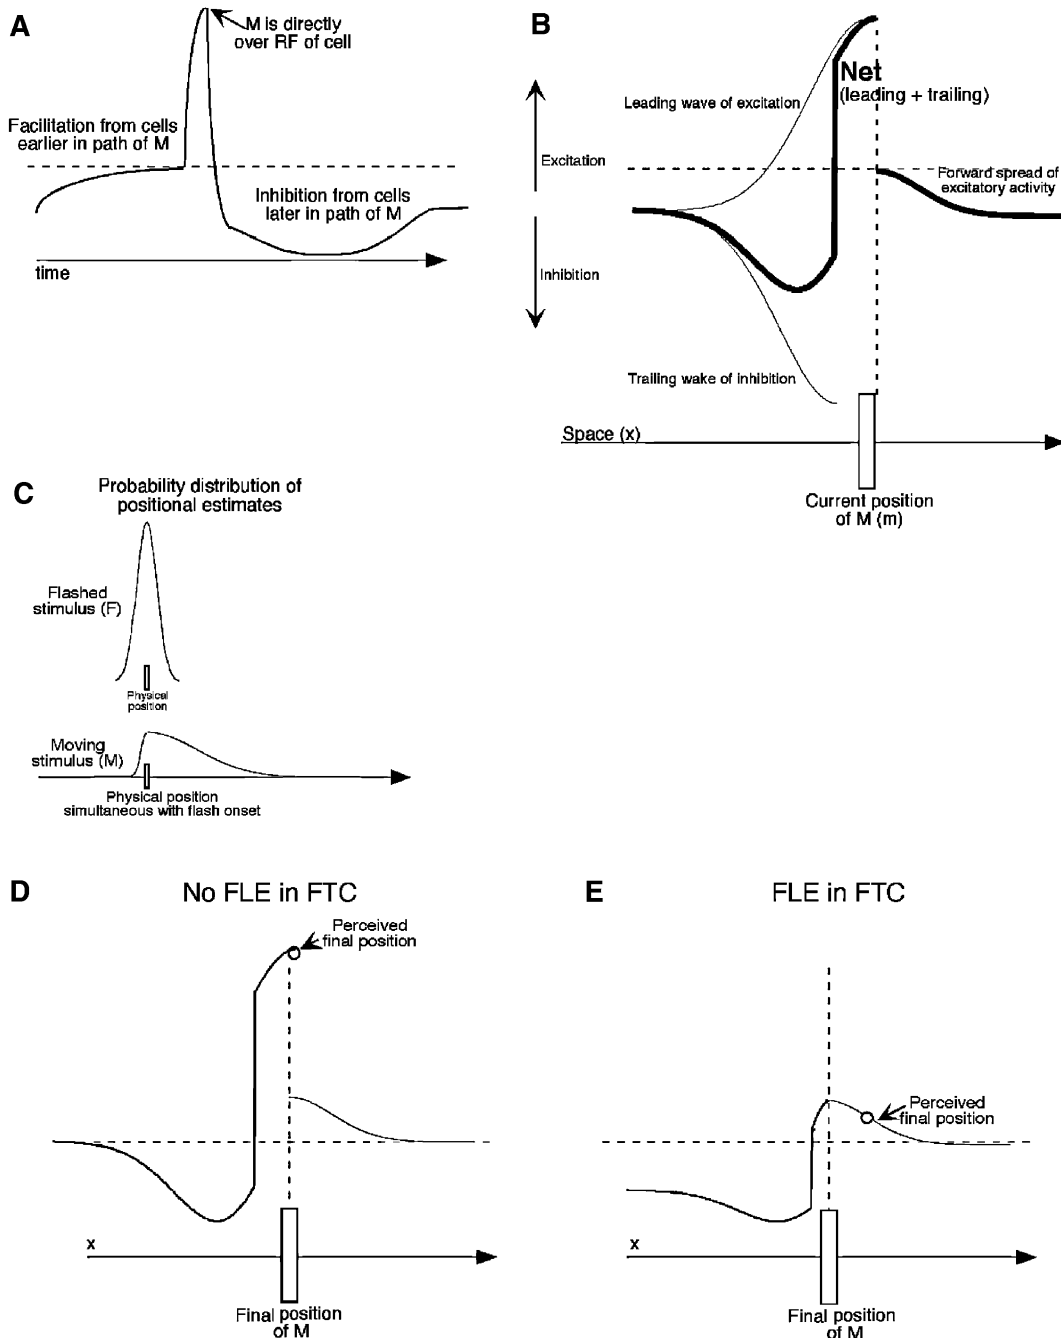 A
M is directly
over RF of cell
Facilitation from cells
earlier in path of M
Inhibition from cells
later in path of M
time
B
Net
(leading + trailing)
Leading wave of excitation
Excitation
Forward spread of
excitatory activity
Inhibition
Trailing wake of inhibition
Space (x)
Current position
of M (m)
C
Probability distribution of
positional estimates
Flashed
stimulus (F)
Physical
position
Moving
stimulus (M)
Physical position
simultaneous with flash onset
D
No FLE in FTC
Perceived
final position
x
Final position
of M
E
FLE in FTC
Perceived
final position
x
Final position
of M